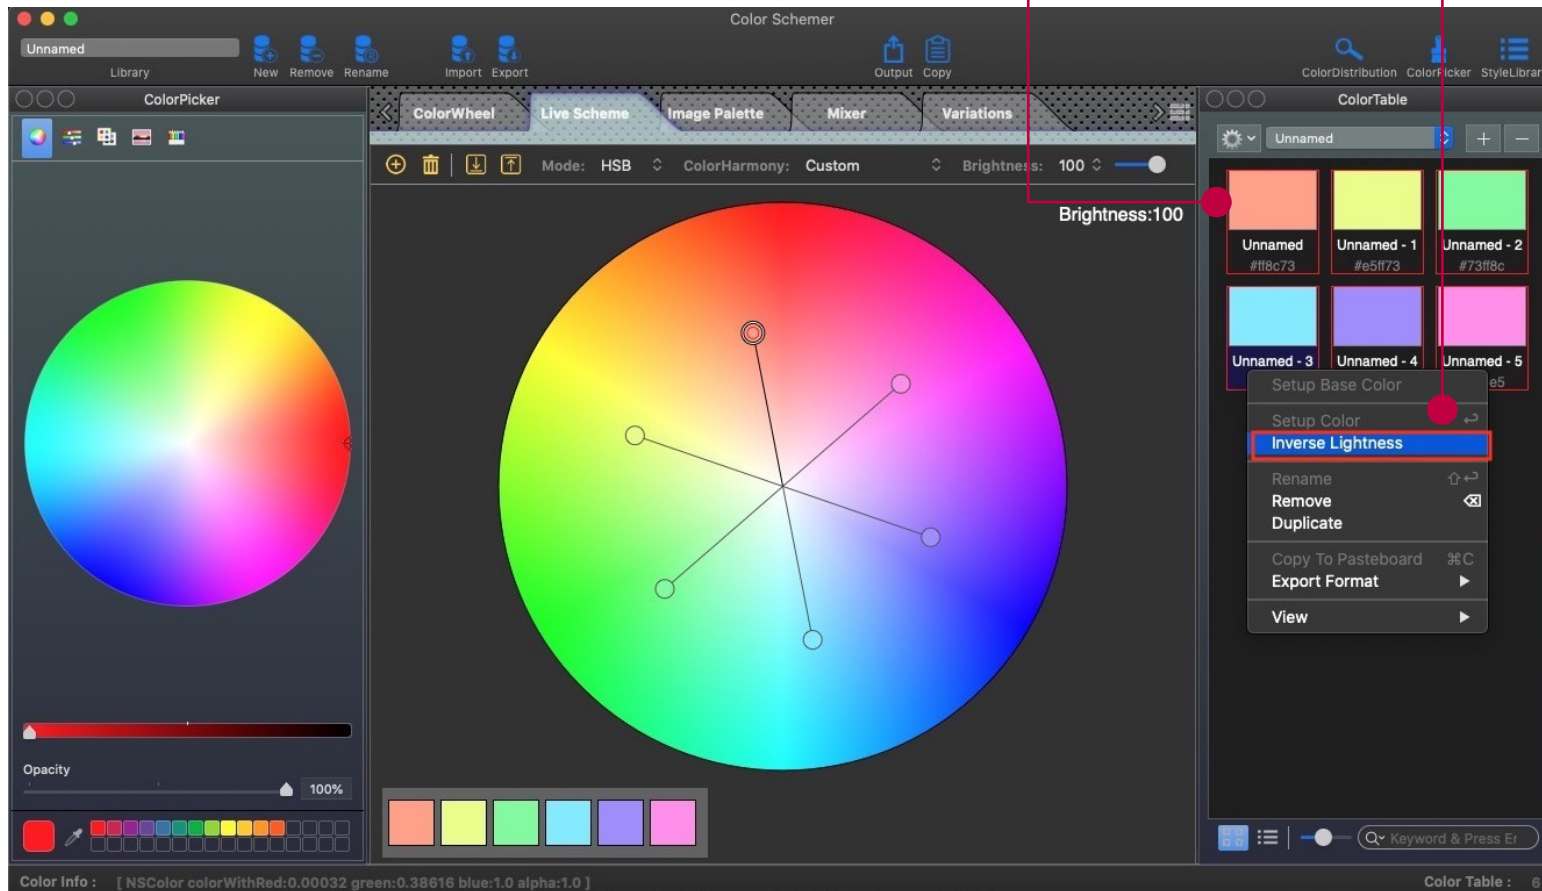 Color Schemer
Unnamed
Library
New Remove Rename
Import Export
Output Copy
ColorDistribution ColorPicker StyleLibrar
ColorPicker
ColorWheel
Live Scheme
Image Palette
Mixer
Variations
ColorTable
Unnamed
Mode: HSB
ColorHarmony: Custom
Brightness: 100
Brightness:100
Unnamed
#ff8c73
Unnamed - 1
#e5ff73
Unnamed - 2
#73ff8c
Unnamed - 3
Unnamed - 4
Unnamed - 5
e5
Setup Base Color
Setup Color ↩
Inverse Lightness
Rename ⇧↩
Remove ⌫
Duplicate
Copy To Pasteboard ⌘C
Export Format ▶
View ▶
Opacity
100%
Keyword & Press Er
Color Info : [ NSColor colorWithRed:0.00032 green:0.38616 blue:1.0 alpha:1.0 ]
Color Table : 6